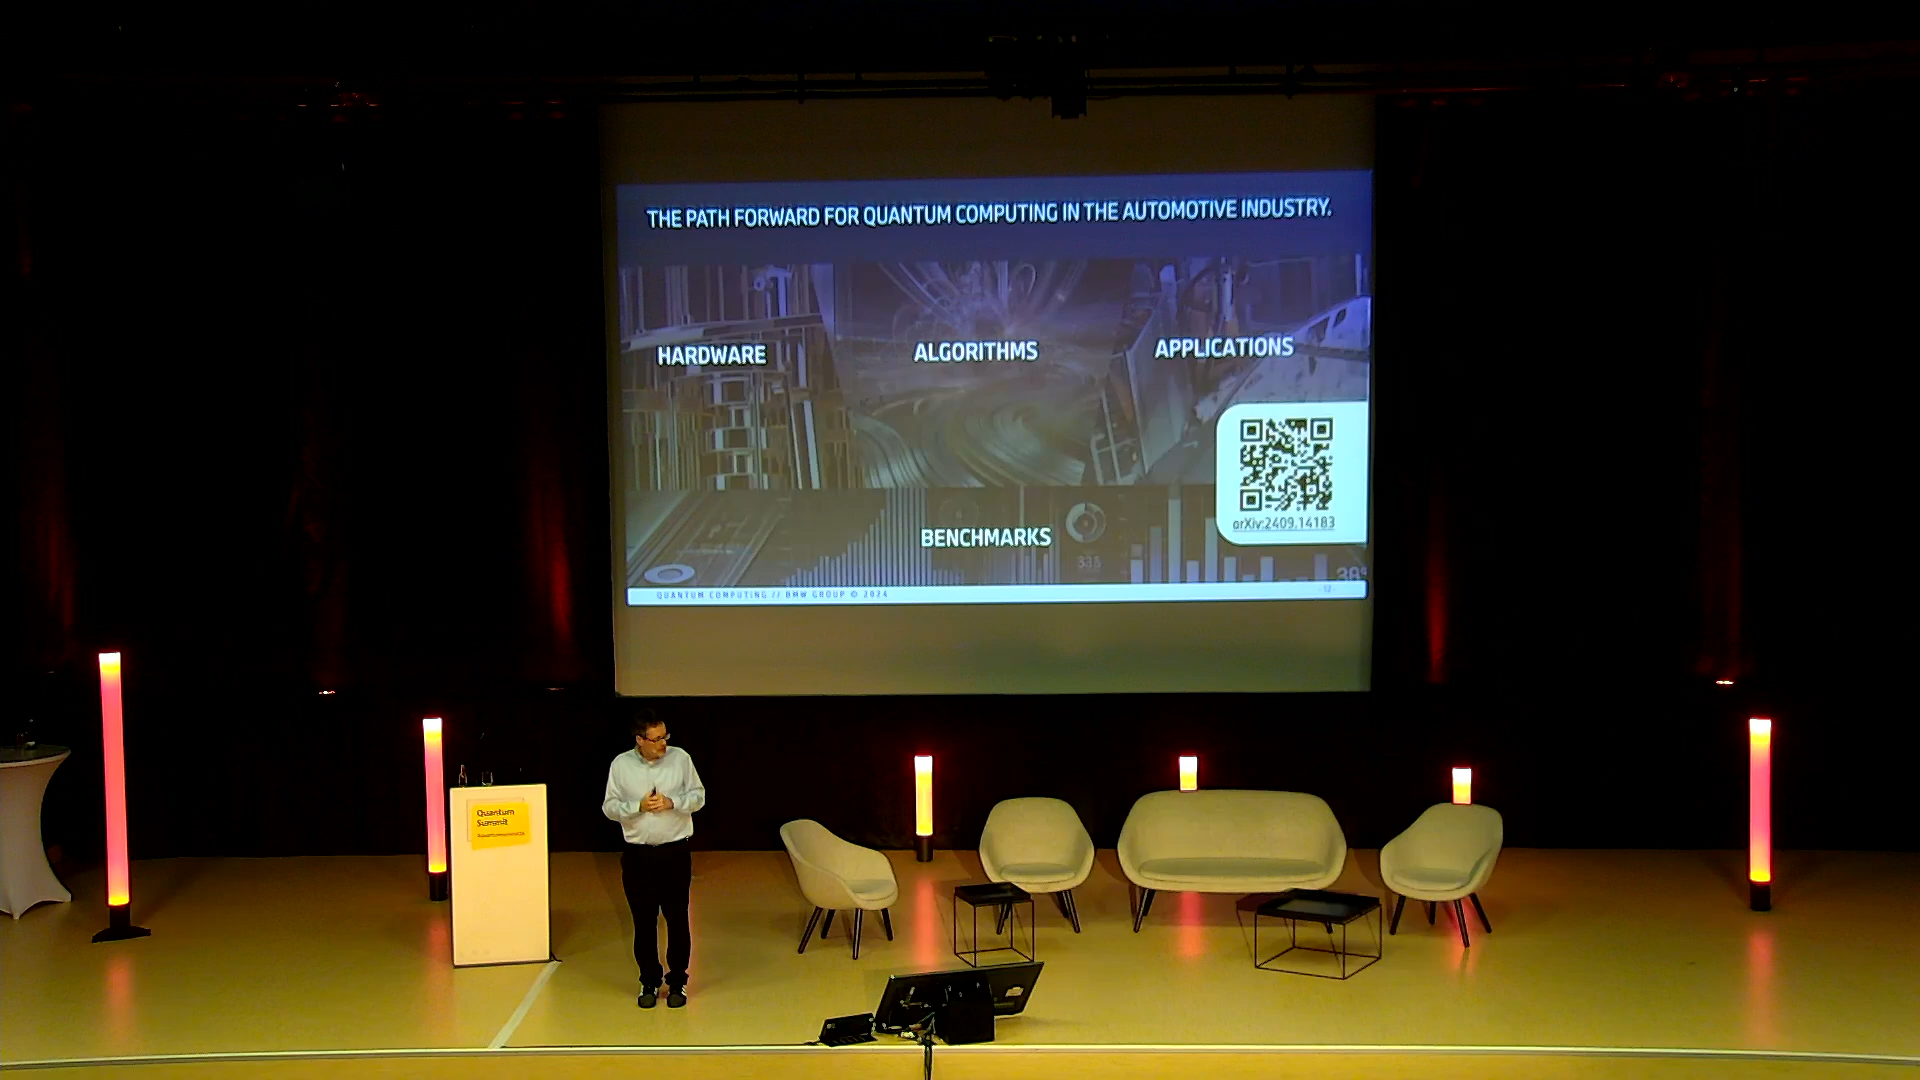 THE PATH FORWARD FOR QUANTUM COMPUTING IN THE AUTOMOTIVE INDUSTRY.
HARDWARE
ALGORITHMS
APPLICATIONS
arXiv:2409.14183
BENCHMARKS
QUANTUM COMPUTING // BMW GROUP © 2024
Quantum
Summit